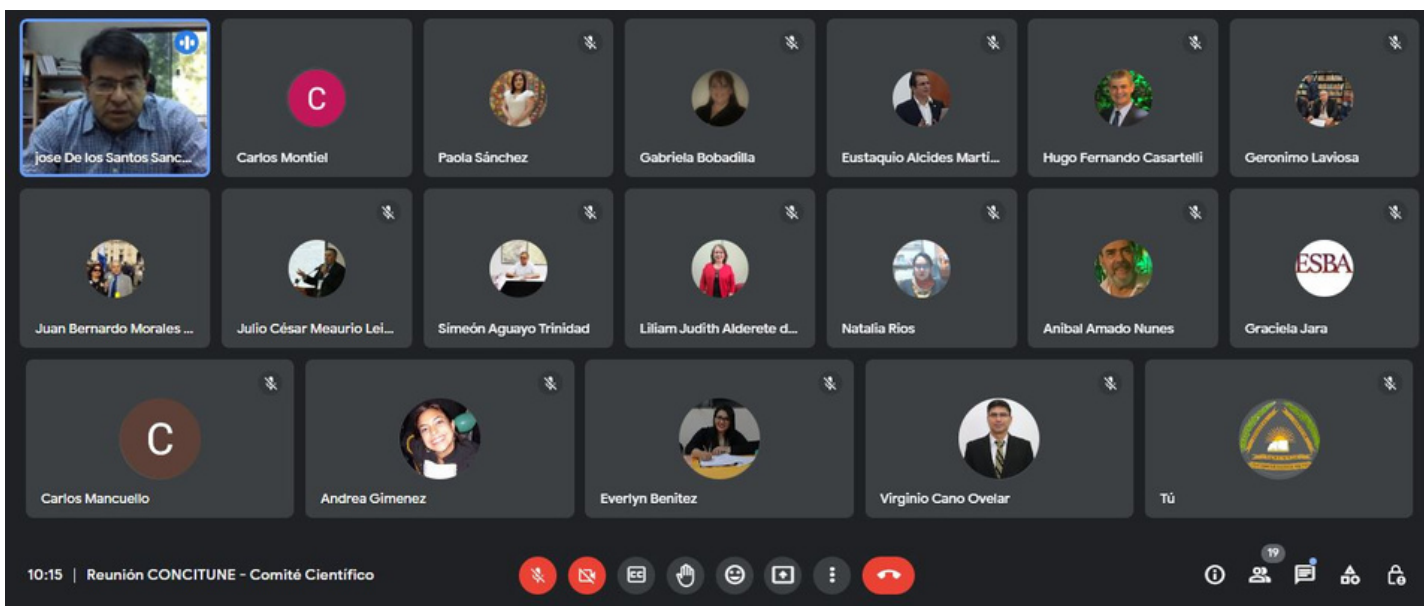 jose De los Santos Sanc...
C
Carlos Montiel
Paola Sánchez
Gabriela Bobadilla
Eustaquio Alcides Martí...
Hugo Fernando Casartelli
Geronimo Laviosa
Juan Bernardo Morales ...
Julio César Meaurio Lei...
Simeón Aguayo Trinidad
Liliam Judith Alderete d...
Natalia Rios
Anibal Amado Nunes
ESBA
Graciela Jara
C
Carlos Mancuello
Andrea Gimenez
Everlyn Benitez
Virginio Cano Ovelar
Tú
10:15 | Reunión CONCITUNE - Comité Científico
CC
19